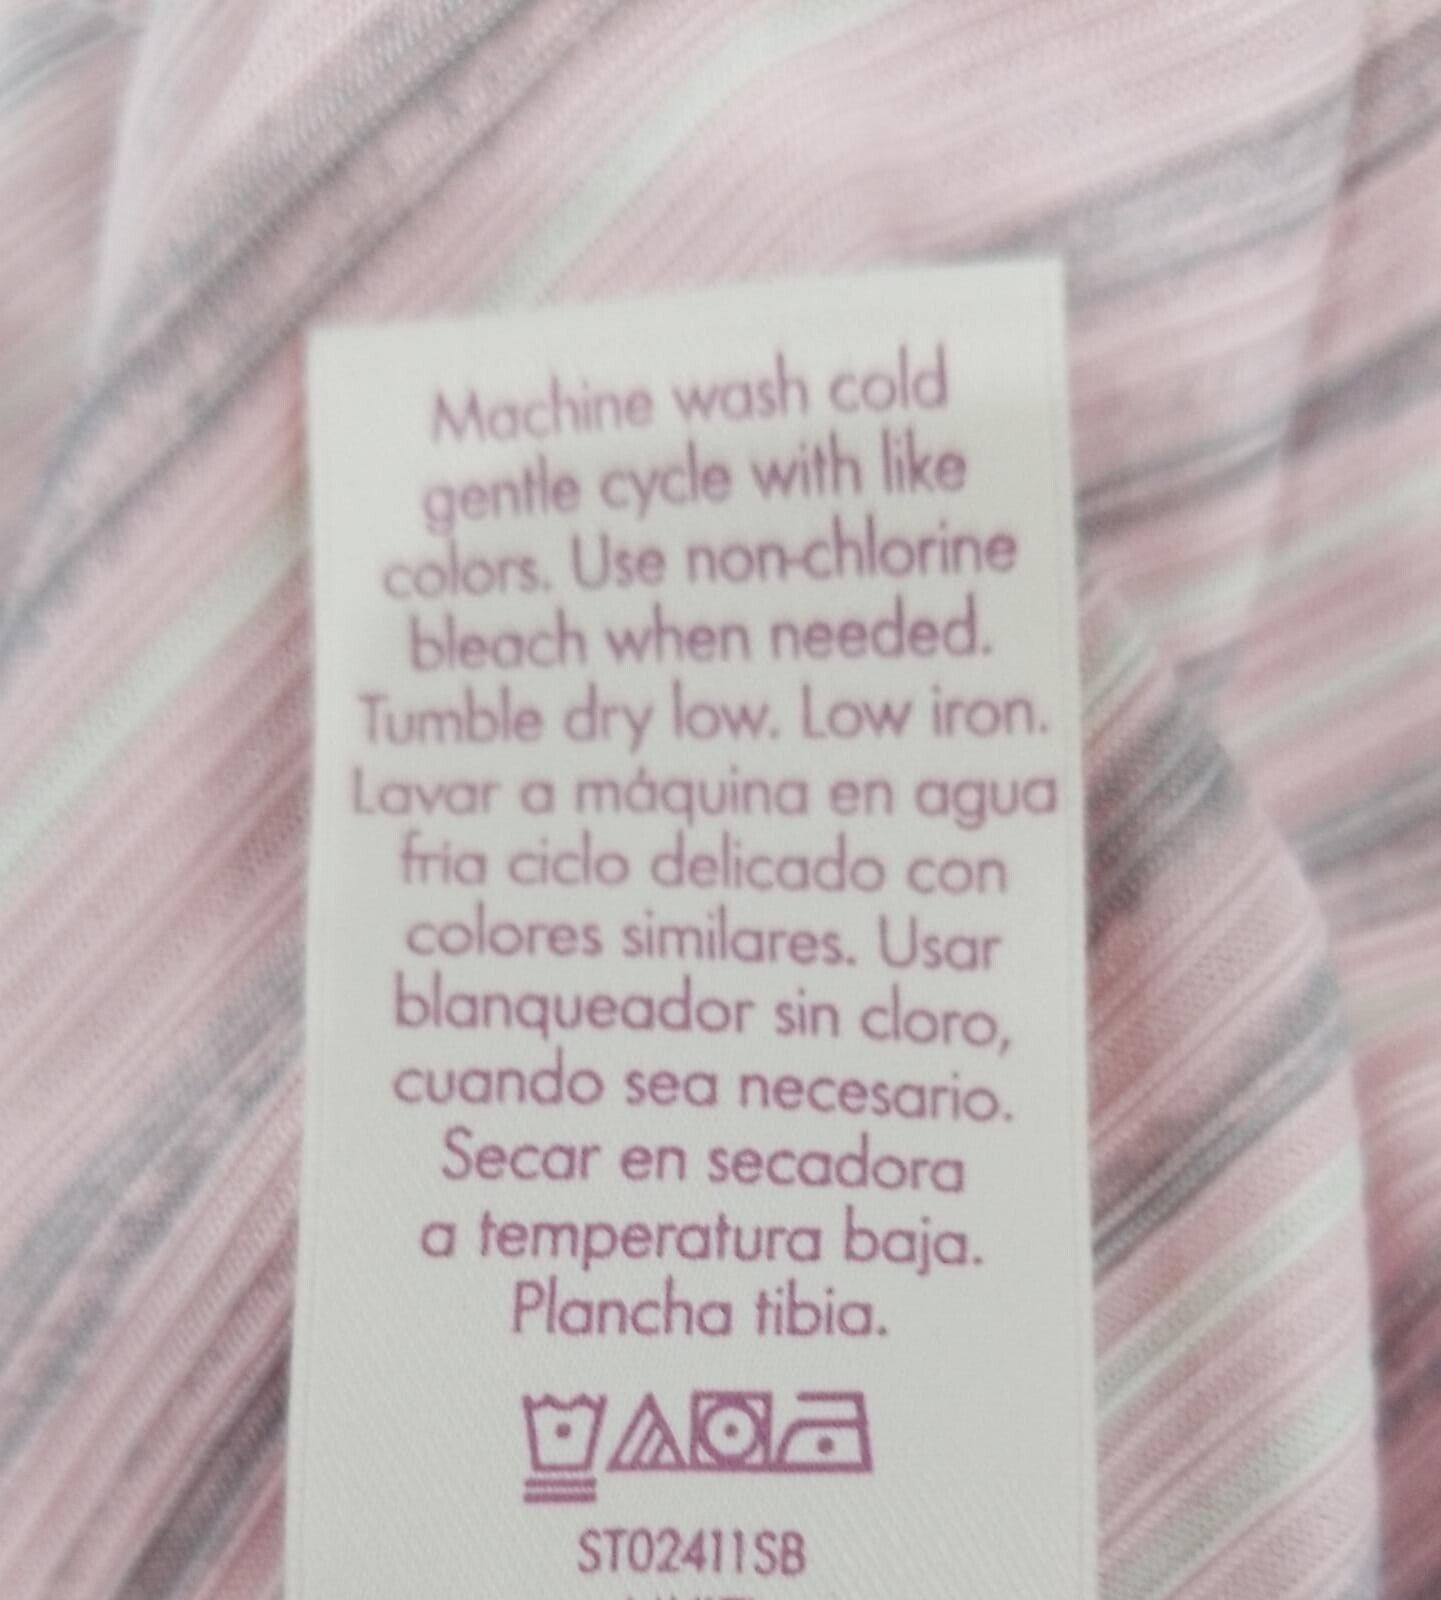 Machine wash cold
gentle cycle with like
colors. Use non-chlorine
bleach when needed.
Tumble dry low. Low iron.
Lavar a máquina en agua
fria ciclo delicado con
colores similares. Usar
blanqueador sin cloro,
cuando sea necesario.
Secar en secadora
a temperatura baja.
Plancha tibia.
ST02411SB